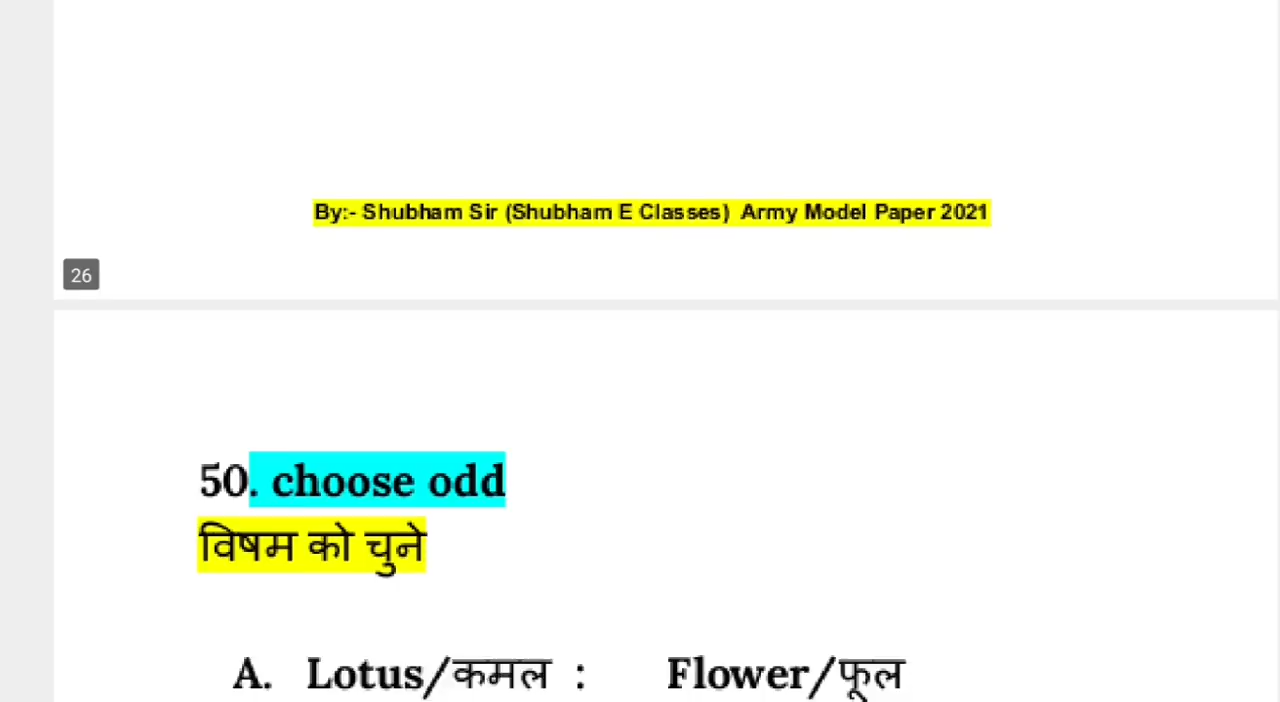 By:- Shubham Sir (Shubham E Classes) Army Model Paper 2021
26
50. choose odd
विषम को चुने
A. Lotus/कमल : Flower/फूल